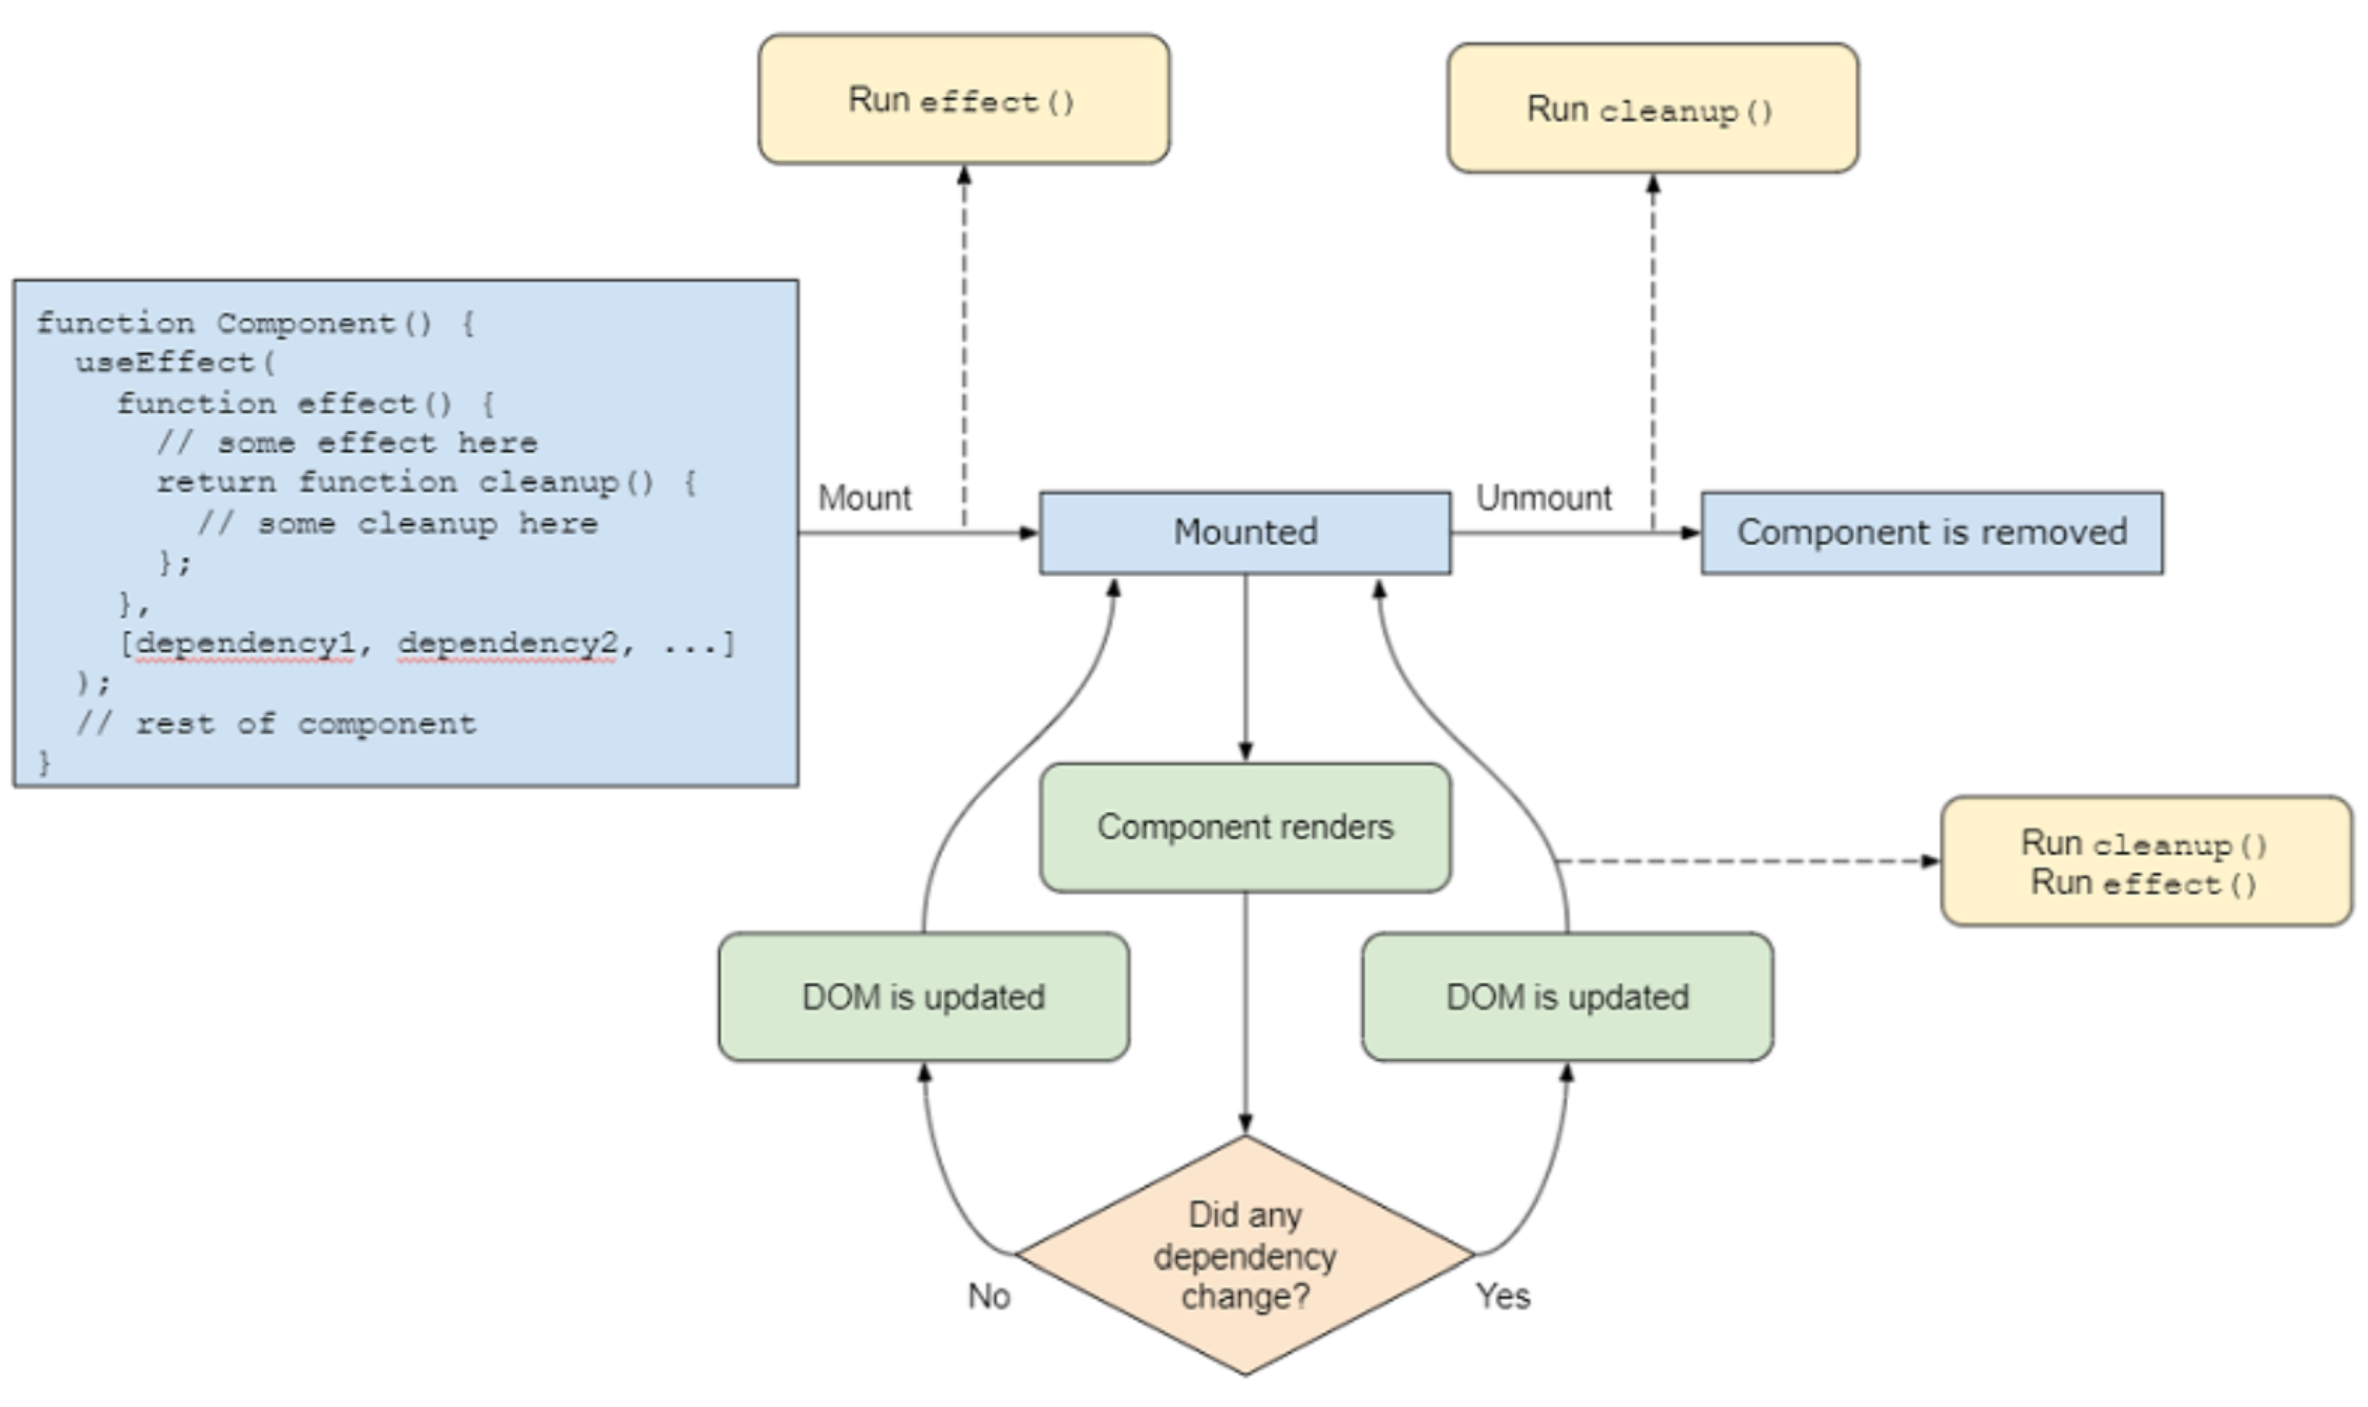 Run effect()
Run cleanup()
function Component() {
  useEffect(
    function effect() {
      // some effect here
      return function cleanup() {
        // some cleanup here
      };
    },
    [dependency1, dependency2, ...]
  );
  // rest of component
}
Mount
Mounted
Unmount
Component is removed
Component renders
Run cleanup()
Run effect()
DOM is updated
DOM is updated
Did any
dependency
change?
No
Yes